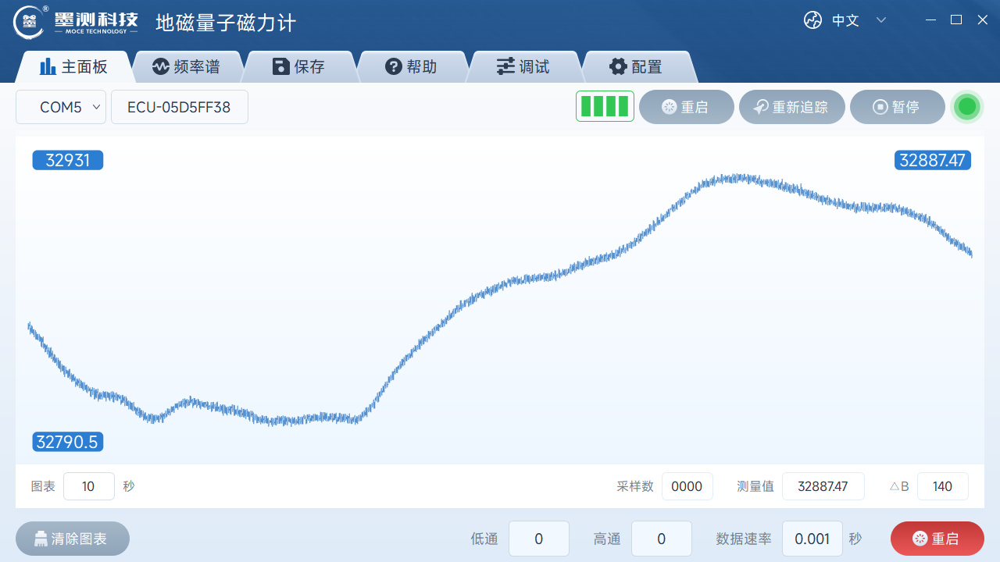 墨测科技®
MOCE TECHNOLOGY
地磁量子磁力计
中文
主面板 频率谱 保存 帮助 调试 配置
COM5 ECU-05D5FF38 重启 重新追踪 暂停
32931 32887.47
32790.5
图表 10 秒 采样数 0000 测量值 32887.47 △B 140
清除图表 低通 0 高通 0 数据速率 0.001 秒 重启